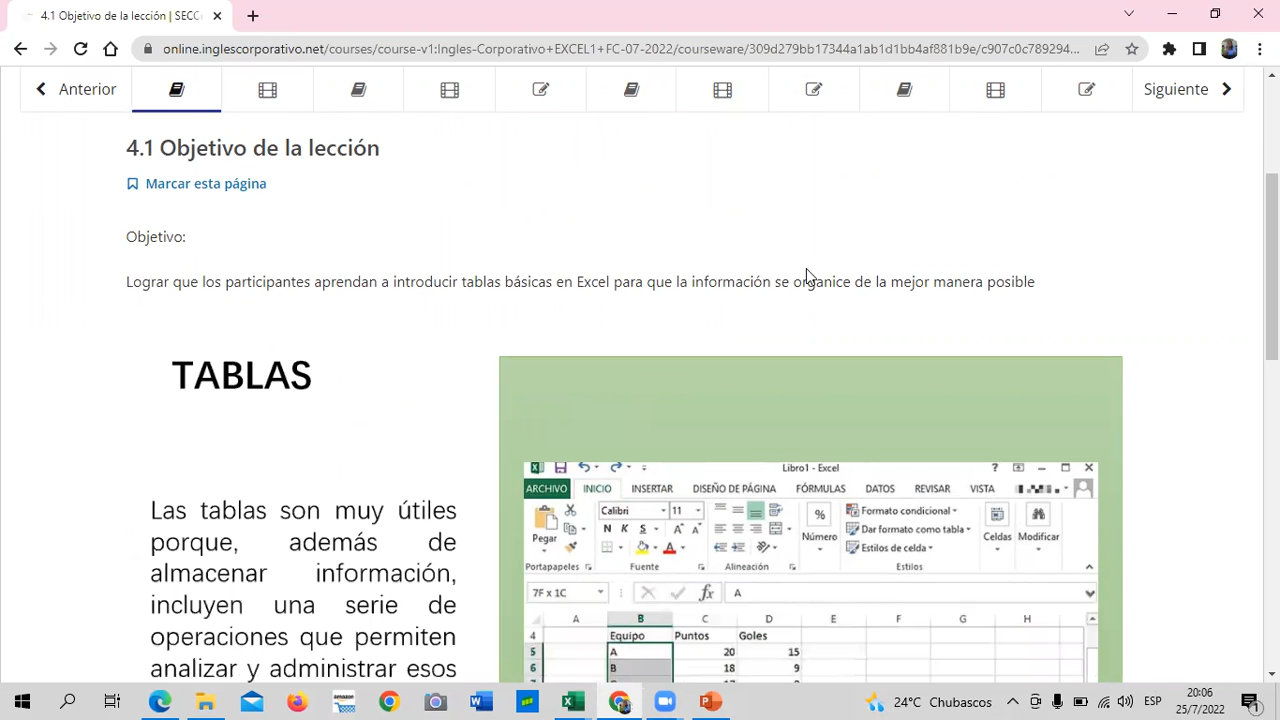 4.1 Objetivo de la lección | SECC
online.inglescorporativo.net/courses/course-v1:Ingles-Corporativo+EXCEL1+FC-07-2022/courseware/309d279bb17344a1ab1d1bb4af881b9e/c907c0c789294...
Anterior
Siguiente
4.1 Objetivo de la lección
Marcar esta página
Objetivo:
Lograr que los participantes aprendan a introducir tablas básicas en Excel para que la información se organice de la mejor manera posible
TABLAS
Las tablas son muy útiles
porque, además de
almacenar información,
incluyen una serie de
operaciones que permiten
analizar y administrar esos
Libro1 - Excel
ARCHIVO INICIO INSERTAR DISEÑO DE PÁGINA FÓRMULAS DATOS REVISAR VISTA
Calibri 11
Formato condicional
Pegar
N K S
Número
Dar formato como tabla
Celdas Modificar
Estilos de celda
Portapapeles Fuente Alineación Estilos
7F x 1C fx A
A B C D E F G H
4 Equipo Puntos Goles
5 A 20 15
6 B 18 9
24°C Chubascos
ESP
20:06
25/7/2022